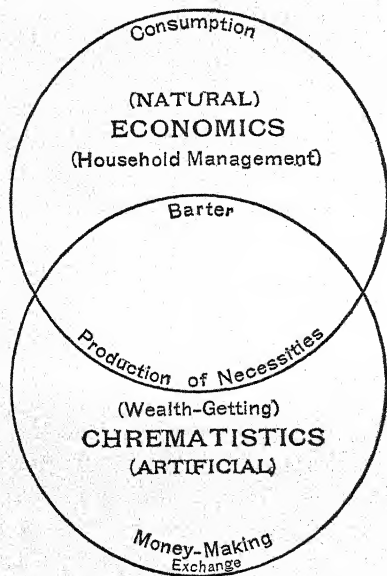 Consumption
(NATURAL)
ECONOMICS
(Household Management)
Barter
Production of Necessities
(Wealth-Getting)
CHREMATISTICS
(ARTIFICIAL)
Money-Making
Exchange